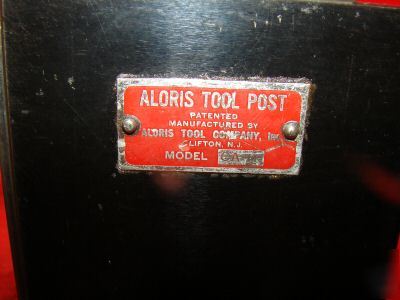 ALORIS TOOL POST
PATENTED
MANUFACTURED BY
ALORIS TOOL COMPANY, Inc.
CLIFTON, N.J.
MODEL